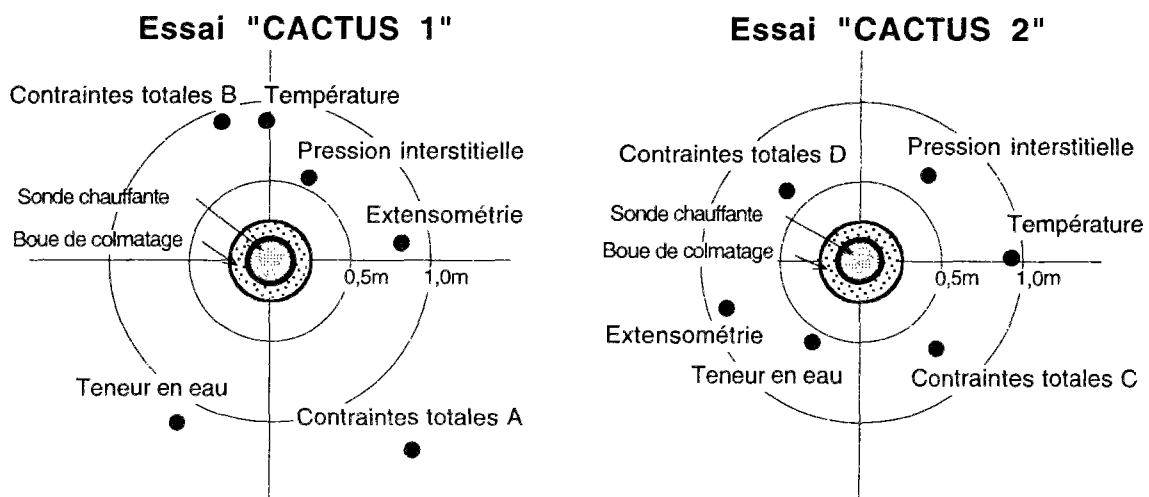 Essai "CACTUS 1"
Contraintes totales B
Température
Pression interstitielle
Sonde chauffante
Extensométrie
Boue de colmatage
0,5m
1,0m
Teneur en eau
Contraintes totales A
Essai "CACTUS 2"
Contraintes totales D
Pression interstitielle
Sonde chauffante
Température
Boue de colmatage
0,5m
1,0m
Extensométrie
Teneur en eau
Contraintes totales C